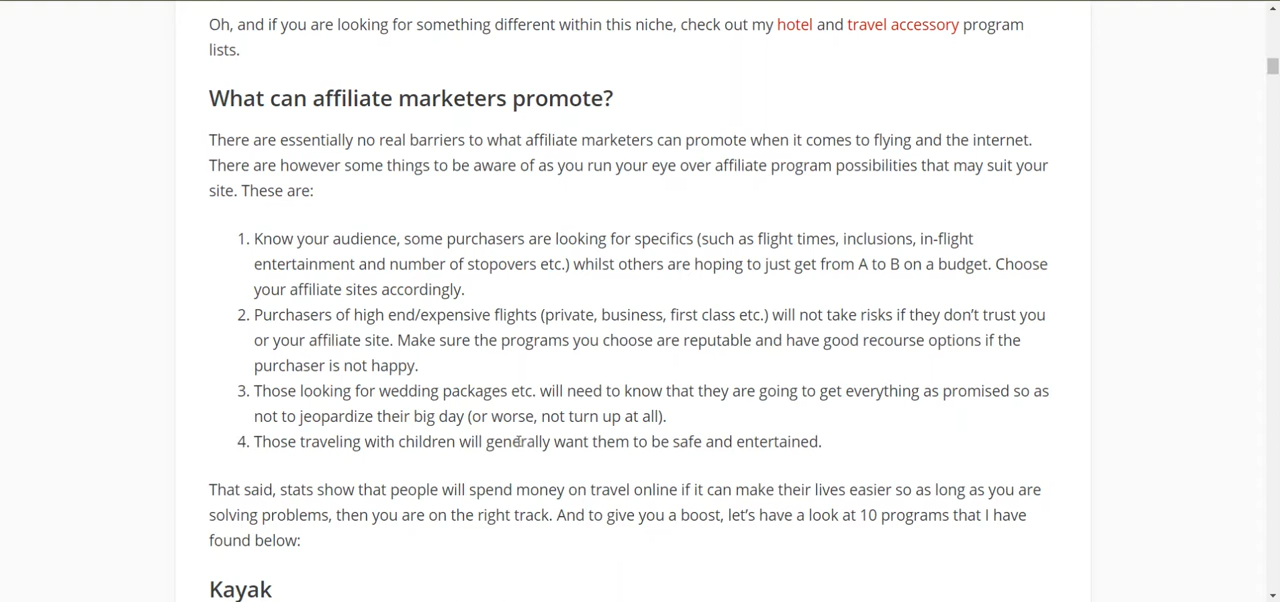 Oh, and if you are looking for something different within this niche, check out my hotel and travel accessory program
lists.
What can affiliate marketers promote?
There are essentially no real barriers to what affiliate marketers can promote when it comes to flying and the internet.
There are however some things to be aware of as you run your eye over affiliate program possibilities that may suit your
site. These are:
1. Know your audience, some purchasers are looking for specifics (such as flight times, inclusions, in-flight
entertainment and number of stopovers etc.) whilst others are hoping to just get from A to B on a budget. Choose
your affiliate sites accordingly.
2. Purchasers of high end/expensive flights (private, business, first class etc.) will not take risks if they don’t trust you
or your affiliate site. Make sure the programs you choose are reputable and have good recourse options if the
purchaser is not happy.
3. Those looking for wedding packages etc. will need to know that they are going to get everything as promised so as
not to jeopardize their big day (or worse, not turn up at all).
4. Those traveling with children will generally want them to be safe and entertained.
That said, stats show that people will spend money on travel online if it can make their lives easier so as long as you are
solving problems, then you are on the right track. And to give you a boost, let’s have a look at 10 programs that I have
found below:
Kayak